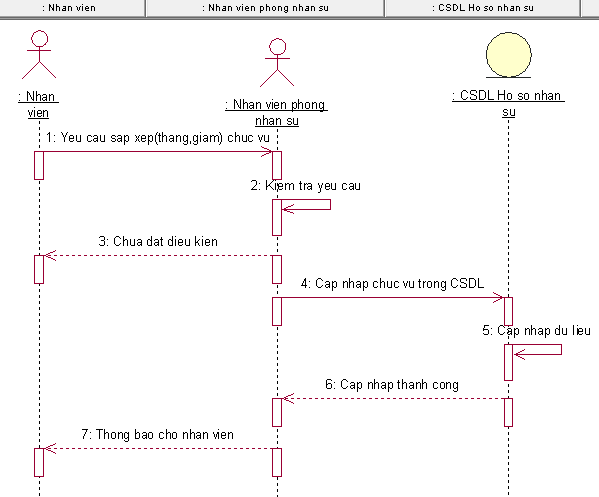 : Nhan vien
: Nhan vien phong nhan su
: CSDL Ho so nhan su
: Nhan
vien
: Nhan vien phong
nhan su
: CSDL Ho so nhan
su
1: Yeu cau sap xep(thang,giam) chuc vu
2: Kiem tra yeu cau
3: Chua dat dieu kien
4: Cap nhap chuc vu trong CSDL
5: Cap nhap du lieu
6: Cap nhap thanh cong
7: Thong bao cho nhan vien